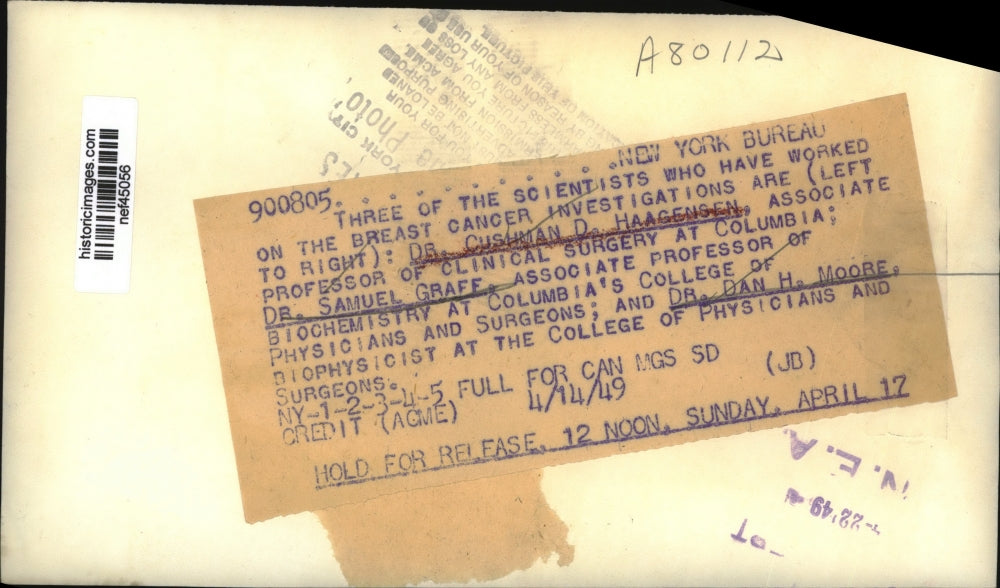 A80112
historicimages.com
nef45056
900805. . . . . . . . . . . .NEW YORK BUREAU
THREE OF THE SCIENTISTS WHO HAVE WORKED
ON THE BREAST CANCER INVESTIGATIONS ARE (LEFT
TO RIGHT): DR. CUSHMAN D. HAAGENSEN, ASSOCIATE
PROFESSOR OF CLINICAL SURGERY AT COLUMBIA;
DR. SAMUEL GRAFF, ASSOCIATE PROFESSOR OF
BIOCHEMISTRY AT COLUMBIA'S COLLEGE OF
PHYSICIANS AND SURGEONS; AND DR. DAN H. MOORE,
BIOPHYSICIST AT THE COLLEGE OF PHYSICIANS AND
SURGEONS.
NY-1-2-3-4-5 FULL FOR CAN MGS SD (JB)
CREDIT (ACME) 4/14/49
HOLD FOR RELEASE, 12 NOON, SUNDAY, APRIL 17
N.E.A.